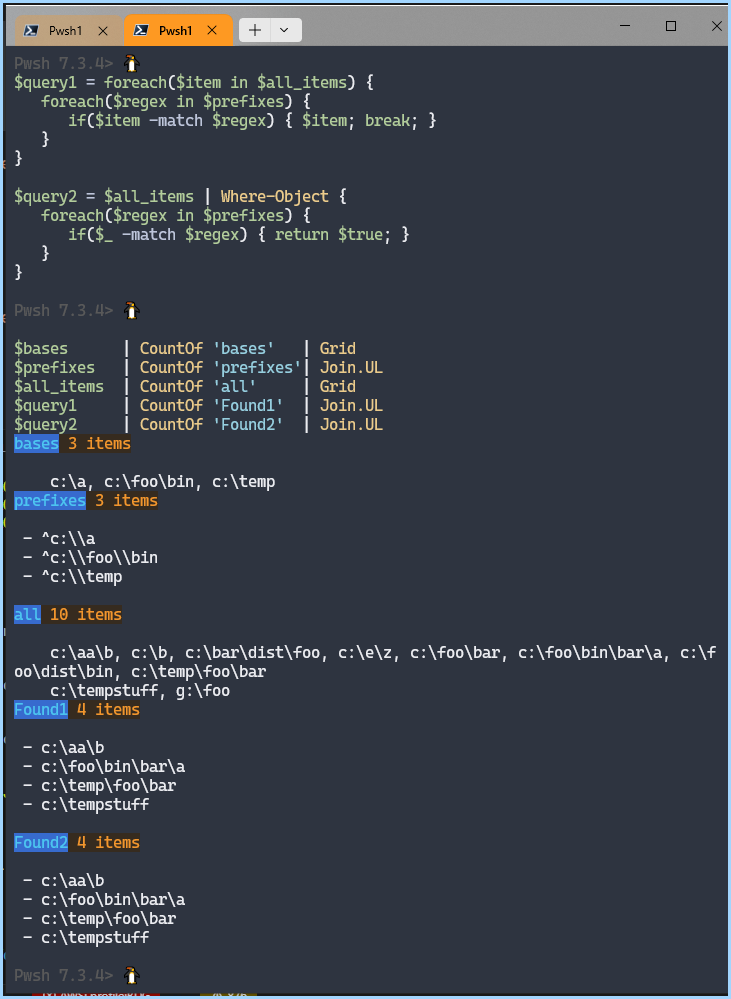 Pwsh1
Pwsh1
Pwsh 7.3.4>
$query1 = foreach($item in $all_items) {
   foreach($regex in $prefixes) {
      if($item -match $regex) { $item; break; }
   }
}
$query2 = $all_items | Where-Object {
   foreach($regex in $prefixes) {
      if($_ -match $regex) { return $true; }
   }
}
Pwsh 7.3.4>
$bases      | CountOf 'bases'   | Grid
$prefixes   | CountOf 'prefixes'| Join.UL
$all_items  | CountOf 'all'     | Grid
$query1     | CountOf 'Found1'  | Join.UL
$query2     | CountOf 'Found2'  | Join.UL
bases 3 items
    c:\a, c:\foo\bin, c:\temp
prefixes 3 items
 - ^c:\\a
 - ^c:\\foo\\bin
 - ^c:\\temp
all 10 items
    c:\aa\b, c:\b, c:\bar\dist\foo, c:\e\z, c:\foo\bar, c:\foo\bin\bar\a, c:\f
oo\dist\bin, c:\temp\foo\bar
    c:\tempstuff, g:\foo
Found1 4 items
 - c:\aa\b
 - c:\foo\bin\bar\a
 - c:\temp\foo\bar
 - c:\tempstuff
Found2 4 items
 - c:\aa\b
 - c:\foo\bin\bar\a
 - c:\temp\foo\bar
 - c:\tempstuff
Pwsh 7.3.4>